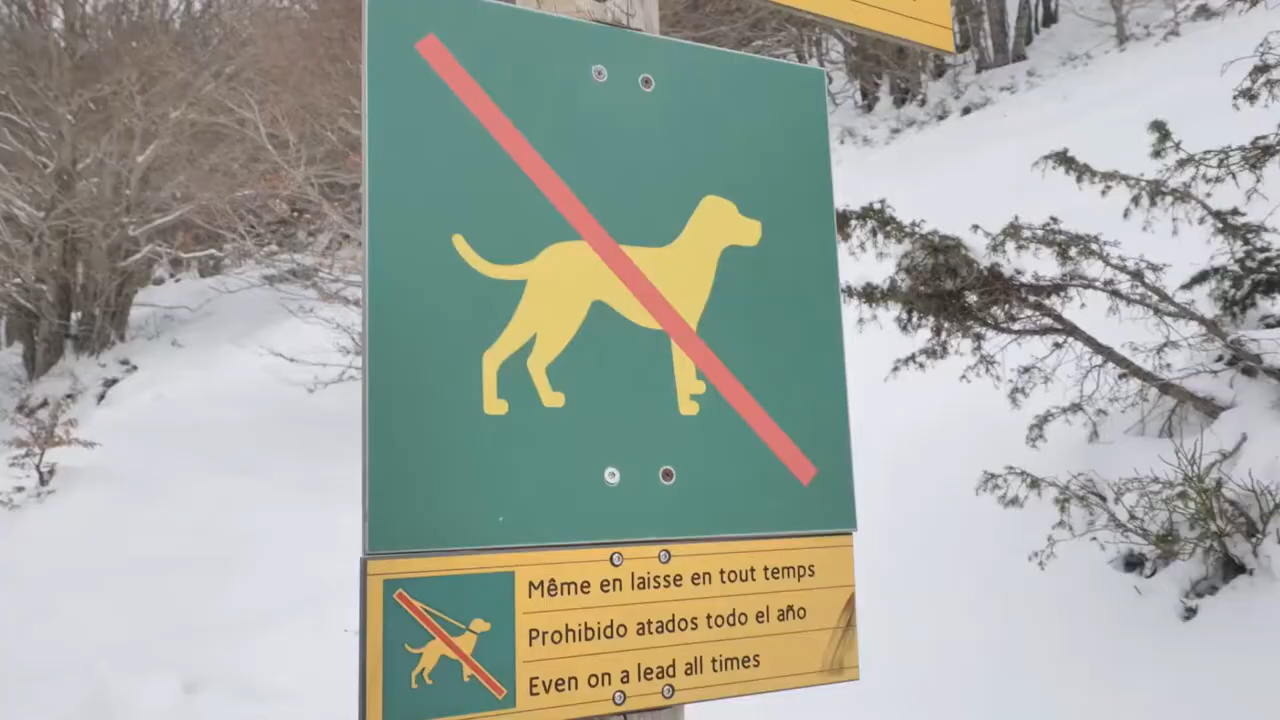 Même en laisse en tout temps
Prohibido atados todo el año
Even on a lead all times